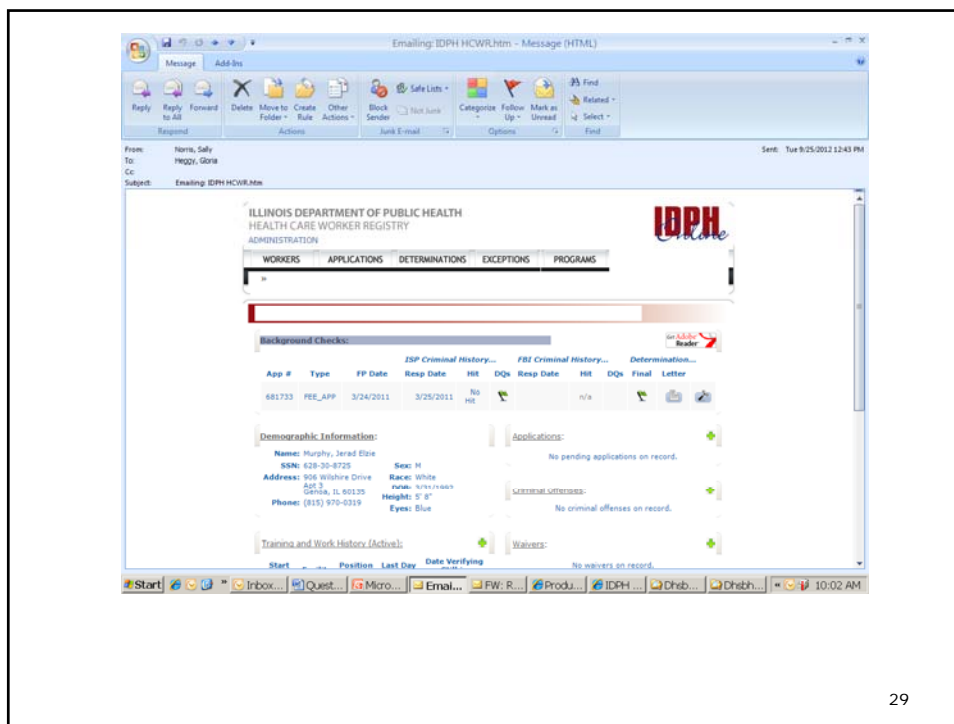 Emailing: IDPH HCWR.htm - Message (HTML)
Message Add-Ins
Reply Reply to All Forward Delete Move to Folder Create Rule Other Actions Block Sender Safe Lists Not Junk Categorize Follow Up Mark as Unread Find Related Select
Respond Actions Junk E-mail Options Find
From: Norris, Sally Sent: Tue 9/25/2012 12:43 PM
To: Heggy, Gloria
Cc:
Subject: Emailing: IDPH HCWR.htm
ILLINOIS DEPARTMENT OF PUBLIC HEALTH
HEALTH CARE WORKER REGISTRY
ADMINISTRATION
IDPH Online
WORKERS APPLICATIONS DETERMINATIONS EXCEPTIONS PROGRAMS
»
Background Checks:
Get Adobe Reader
ISP Criminal History... FBI Criminal History... Determination...
App # Type FP Date Resp Date Hit DQs Resp Date Hit DQs Final Letter
681733 FEE_APP 3/24/2011 3/25/2011 No Hit n/a
Demographic Information:
Name: Murphy, Jerad Elzie
SSN: 628-30-8725 Sex: M
Address: 906 Wilshire Drive Race: White
Apt 3 DOB: 3/31/1992
Genoa, IL 60135 Height: 5' 8"
Phone: (815) 970-0319 Eyes: Blue
Applications:
No pending applications on record.
Criminal Offenses:
No criminal offenses on record.
Training and Work History (Active):
Start Position Last Day Date Verifying
Waivers:
No waivers on record.
Start Inbox... Quest... Micro... Emai... FW: R... Produ... IDPH ... Dhsb... Dhsbh... 10:02 AM
29